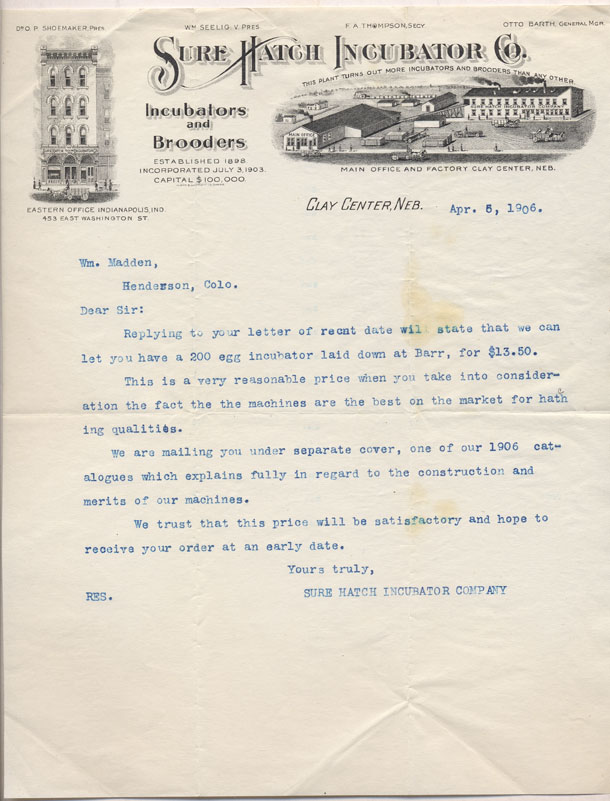 Dr. O. P. SHOEMAKER, Pres. WM SEELIG V. PRES. F. A. THOMPSON, SECY. OTTO BARTH, GENERAL MGR.
SURE HATCH INCUBATOR CO.
THIS PLANT TURNS OUT MORE INCUBATORS AND BROODERS THAN ANY OTHER
Incubators
and
Brooders
ESTABLISHED 1898.
INCORPORATED JULY 3, 1903.
CAPITAL $100,000.
SURE HATCH INCUBATOR COMPANY
MAIN OFFICE
MAIN OFFICE AND FACTORY CLAY CENTER, NEB.
EASTERN OFFICE INDIANAPOLIS, IND.
453 EAST WASHINGTON ST.
CLAY CENTER, NEB. Apr. 5, 1906.
Wm. Madden,
Henderson, Colo.
Dear Sir:
Replying to your letter of recnt date will state that we can
let you have a 200 egg incubator laid down at Barr, for $13.50.
This is a very reasonable price when you take into consider-
ation the fact the the machines are the best on the market for hatch
ing qualities.
We are mailing you under separate cover, one of our 1906 cat-
alogues which explains fully in regard to the construction and
merits of our machines.
We trust that this price will be satisfactory and hope to
receive your order at an early date.
Yours truly,
RES. SURE HATCH INCUBATOR COMPANY